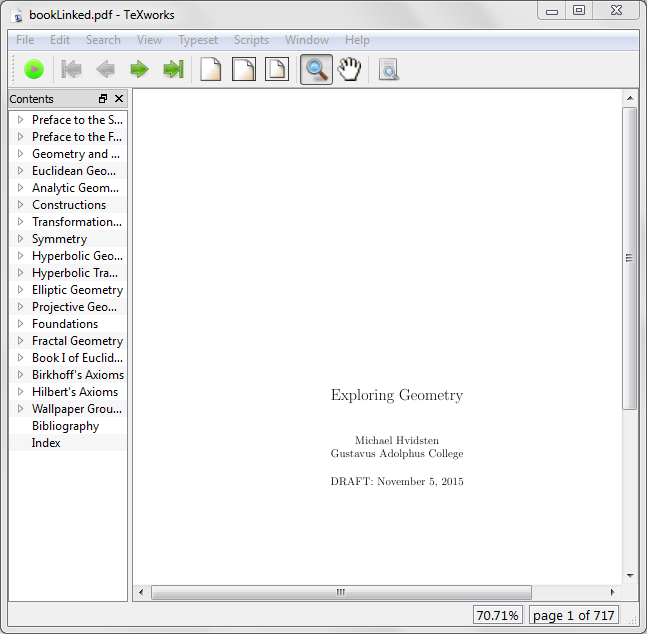 bookLinked.pdf - TeXworks
File Edit Search View Typeset Scripts Window Help
Contents
Preface to the S...
Preface to the F...
Geometry and ...
Euclidean Geo...
Analytic Geom...
Constructions
Transformation...
Symmetry
Hyperbolic Geo...
Hyperbolic Tra...
Elliptic Geometry
Projective Geo...
Foundations
Fractal Geometry
Book I of Euclid...
Birkhoff's Axioms
Hilbert's Axioms
Wallpaper Grou...
Bibliography
Index
Exploring Geometry
Michael Hvidsten
Gustavus Adolphus College
DRAFT: November 5, 2015
70.71% page 1 of 717